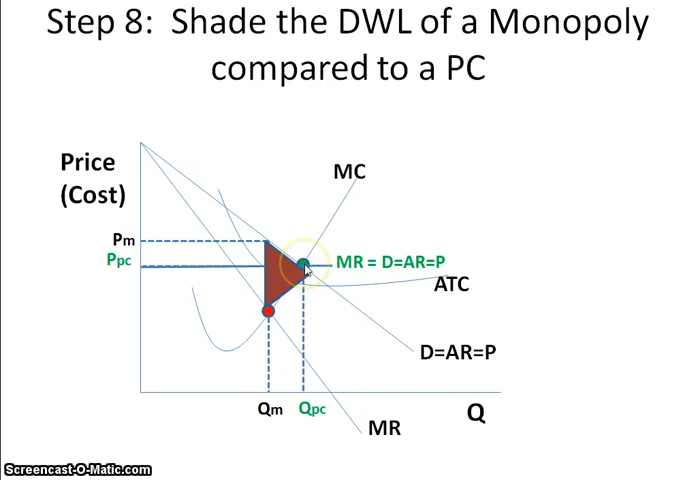 Step 8: Shade the DWL of a Monopoly
compared to a PC
Price
(Cost)
MC
Pm
Ppc
MR = D=AR=P
ATC
D=AR=P
Qm
Qpc
Q
MR
Screencast-O-Matic.com